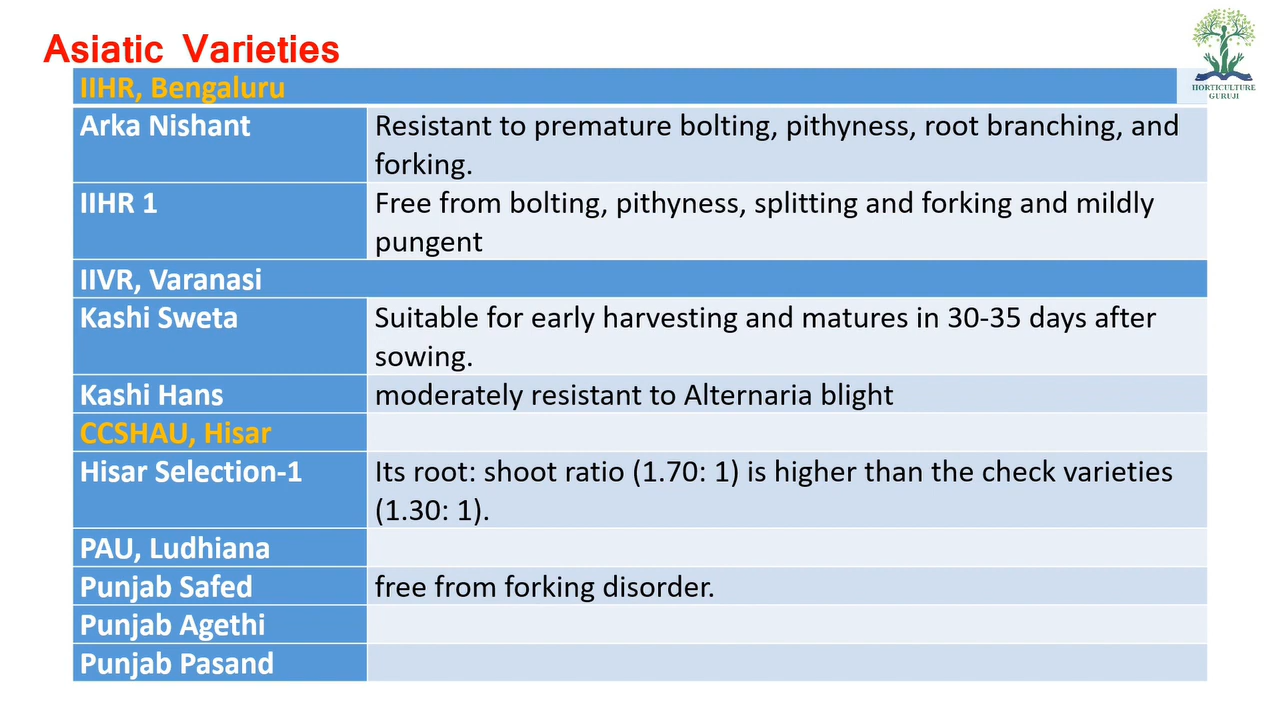 Asiatic Varieties
HORTICULTURE
GURUJI
IIHR, Bengaluru
Arka Nishant
Resistant to premature bolting, pithyness, root branching, and
forking.
IIHR 1
Free from bolting, pithyness, splitting and forking and mildly
pungent
IIVR, Varanasi
Kashi Sweta
Suitable for early harvesting and matures in 30-35 days after
sowing.
Kashi Hans
moderately resistant to Alternaria blight
CCSHAU, Hisar
Hisar Selection-1
Its root: shoot ratio (1.70: 1) is higher than the check varieties
(1.30: 1).
PAU, Ludhiana
Punjab Safed
free from forking disorder.
Punjab Agethi
Punjab Pasand